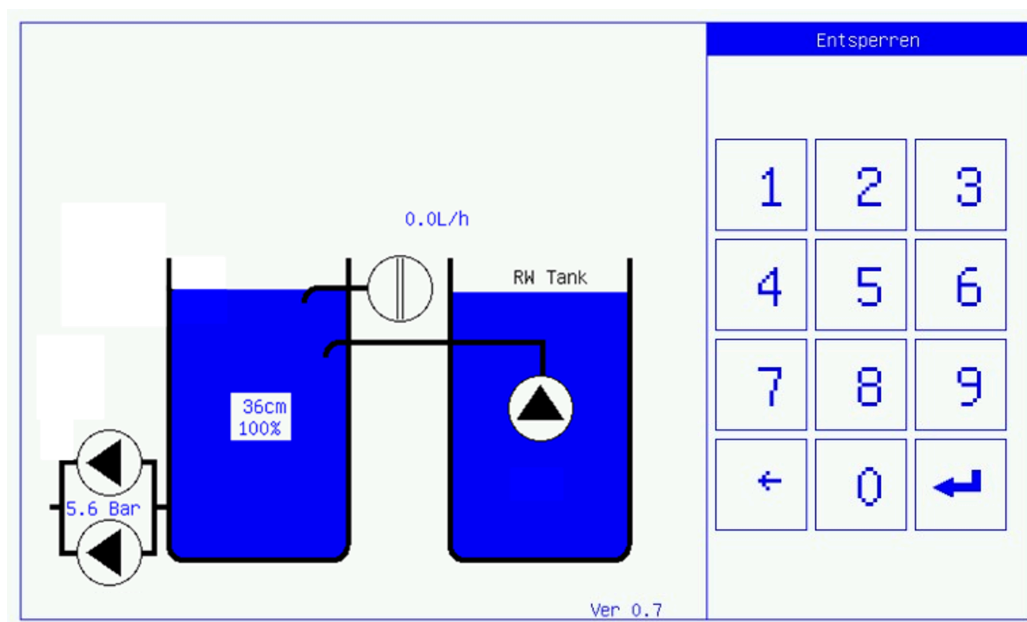 Entsperren
0.0L/h
RW Tank
36cm
100%
5.6 Bar
Ver 0.7
1 2 3
4 5 6
7 8 9
← 0 ↵